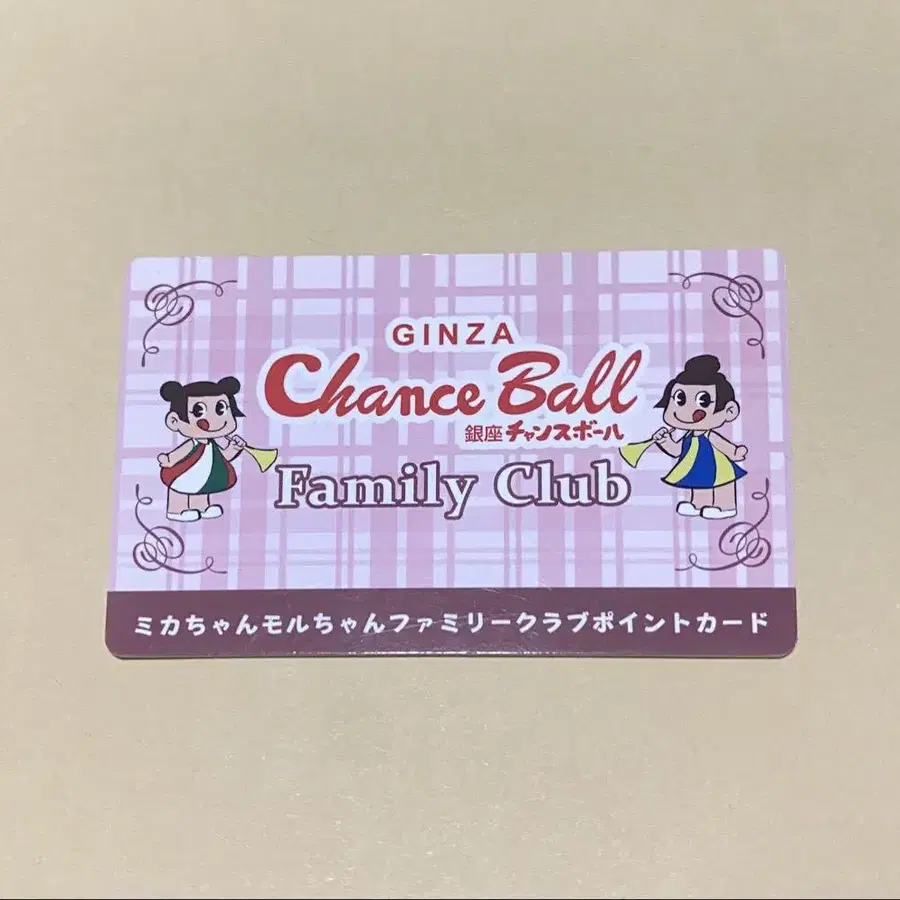 GINZA
Chance Ball
銀座チャンスボール
Family Club
ミカちゃんモルちゃんファミリークラブポイントカード